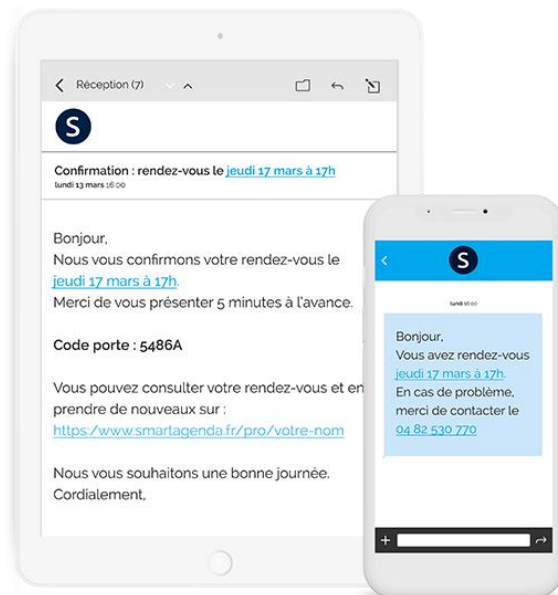 Réception (7)
S
Confirmation : rendez-vous le jeudi 17 mars à 17h
lundi 13 mars 16:00
Bonjour,
Nous vous confirmons votre rendez-vous le
jeudi 17 mars à 17h.
Merci de vous présenter 5 minutes à l'avance.
Code porte : 5486A
Vous pouvez consulter votre rendez-vous et en
prendre de nouveaux sur :
https:/www.smartagenda.fr/pro/votre-nom
Nous vous souhaitons une bonne journée.
Cordialement,
S
lundi 16:00
Bonjour,
Vous avez rendez-vous
jeudi 17 mars à 17h.
En cas de problème,
merci de contacter le
04 82 530 770